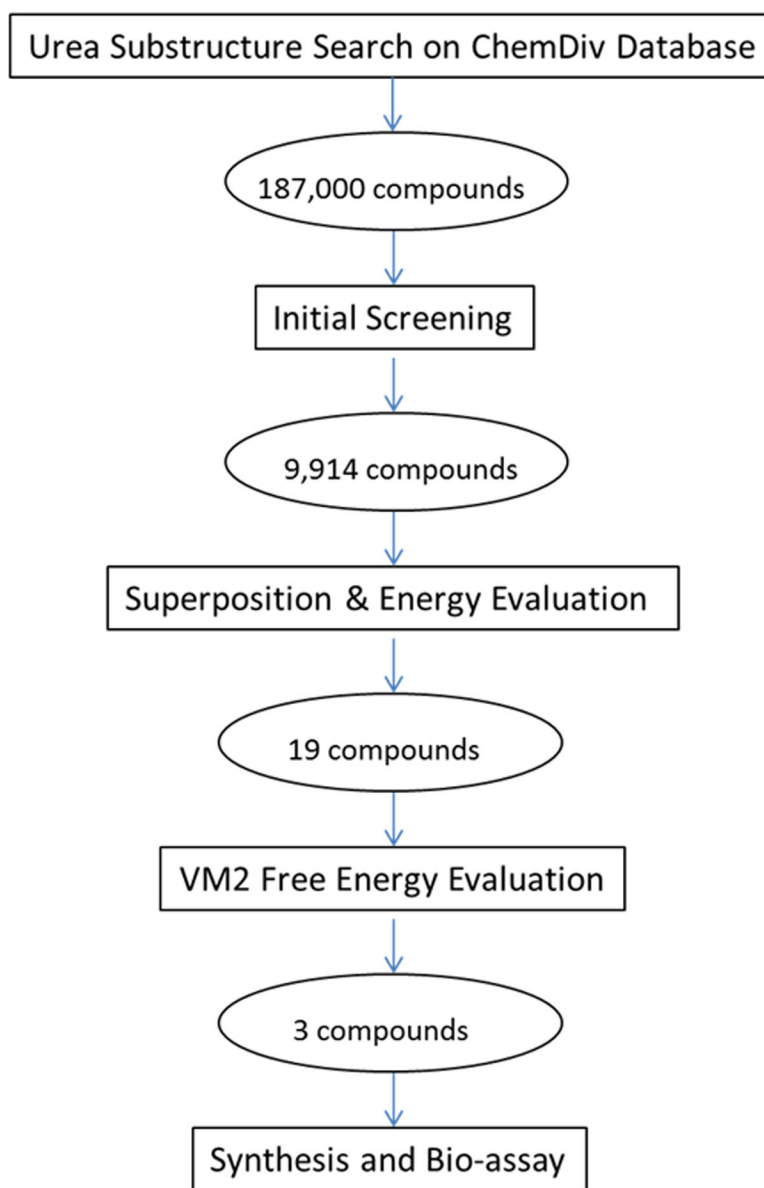 Urea Substructure Search on ChemDiv Database
187,000 compounds
Initial Screening
9,914 compounds
Superposition & Energy Evaluation
19 compounds
VM2 Free Energy Evaluation
3 compounds
Synthesis and Bio-assay